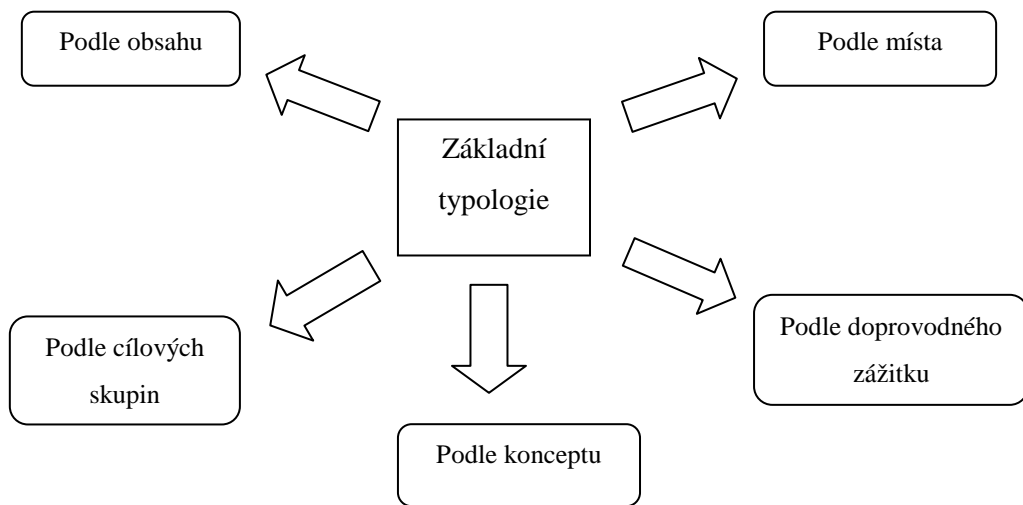 Podle obsahu
Podle místa
Základní
typologie
Podle cílových
skupin
Podle doprovodného
zážitku
Podle konceptu